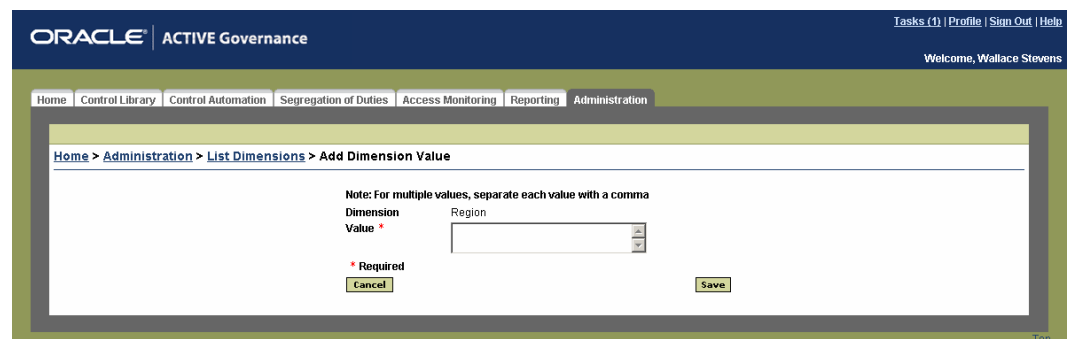 Tasks (1) | Profile | Sign Out | Help
ORACLE® | ACTIVE Governance
Welcome, Wallace Stevens
Home Control Library Control Automation Segregation of Duties Access Monitoring Reporting Administration
Home > Administration > List Dimensions > Add Dimension Value
Note: For multiple values, separate each value with a comma
Dimension Region
Value *
* Required
Cancel Save
Top